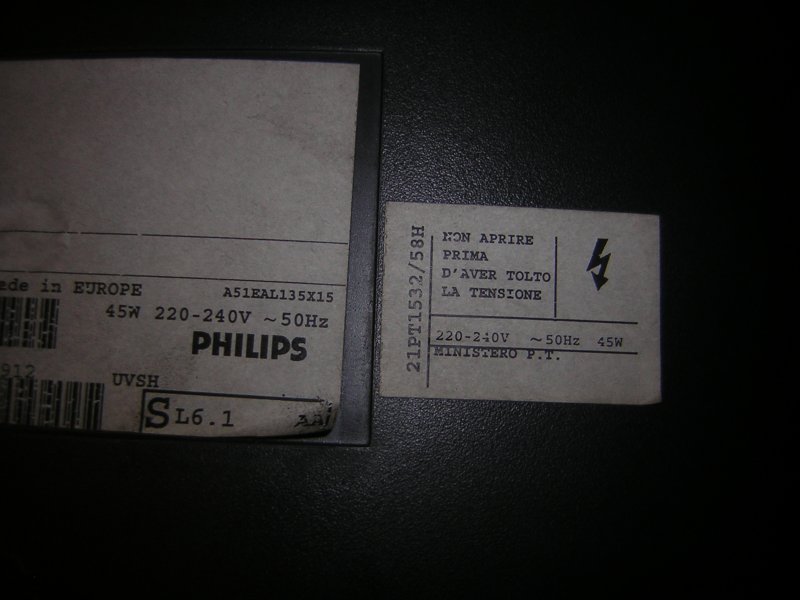 ade in EUROPE
A51EAL135X15
45W 220-240V ~50Hz
PHILIPS
912
UVSH
S L6.1
21PT1532/58H
NON APRIRE
PRIMA
D'AVER TOLTO
LA TENSIONE
220-240V ~50Hz 45W
MINISTERO P.T.